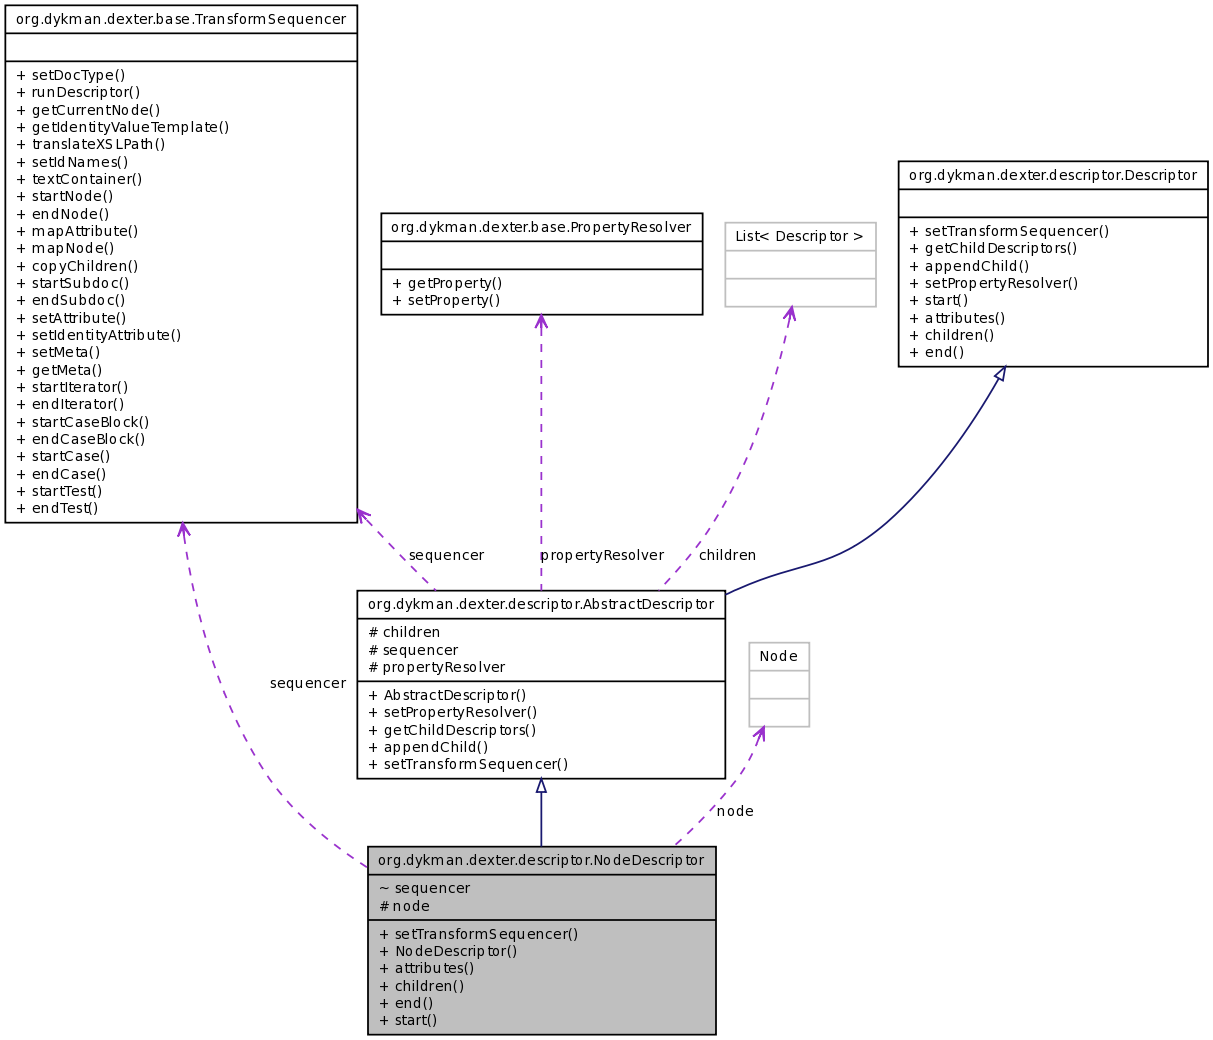 org.dykman.dexter.base.TransformSequencer
+ setDocType()
+ runDescriptor()
+ getCurrentNode()
+ getIdentityValueTemplate()
+ translateXSLPath()
+ setIdNames()
+ textContainer()
+ startNode()
+ endNode()
+ mapAttribute()
+ mapNode()
+ copyChildren()
+ startSubdoc()
+ endSubdoc()
+ setAttribute()
+ setIdentityAttribute()
+ setMeta()
+ getMeta()
+ startIterator()
+ endIterator()
+ startCaseBlock()
+ endCaseBlock()
+ startCase()
+ endCase()
+ startTest()
+ endTest()
org.dykman.dexter.base.PropertyResolver
+ getProperty()
+ setProperty()
List< Descriptor >
org.dykman.dexter.descriptor.Descriptor
+ setTransformSequencer()
+ getChildDescriptors()
+ appendChild()
+ setPropertyResolver()
+ start()
+ attributes()
+ children()
+ end()
sequencer
propertyResolver
children
org.dykman.dexter.descriptor.AbstractDescriptor
# children
# sequencer
# propertyResolver
+ AbstractDescriptor()
+ setPropertyResolver()
+ getChildDescriptors()
+ appendChild()
+ setTransformSequencer()
Node
sequencer
node
org.dykman.dexter.descriptor.NodeDescriptor
~ sequencer
# node
+ setTransformSequencer()
+ NodeDescriptor()
+ attributes()
+ children()
+ end()
+ start()